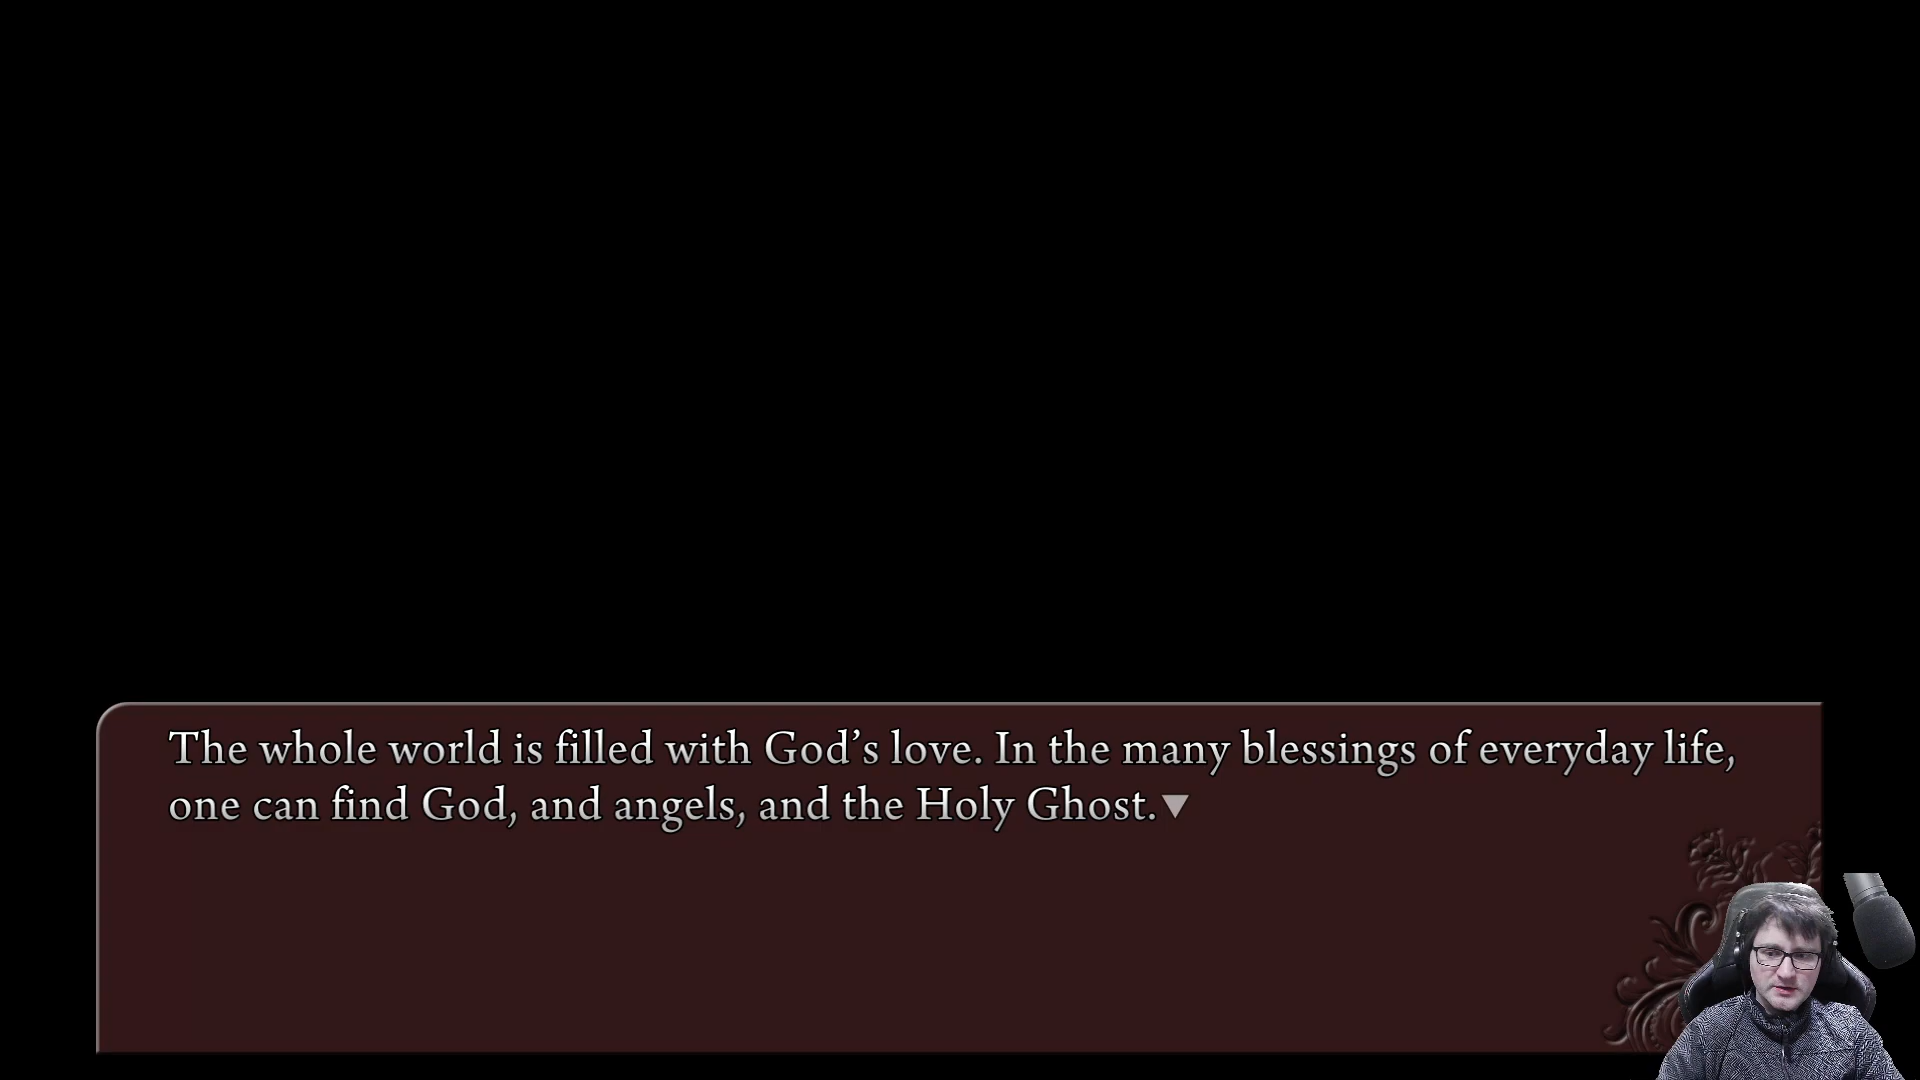 The whole world is filled with God’s love. In the many blessings of everyday life,
one can find God, and angels, and the Holy Ghost.